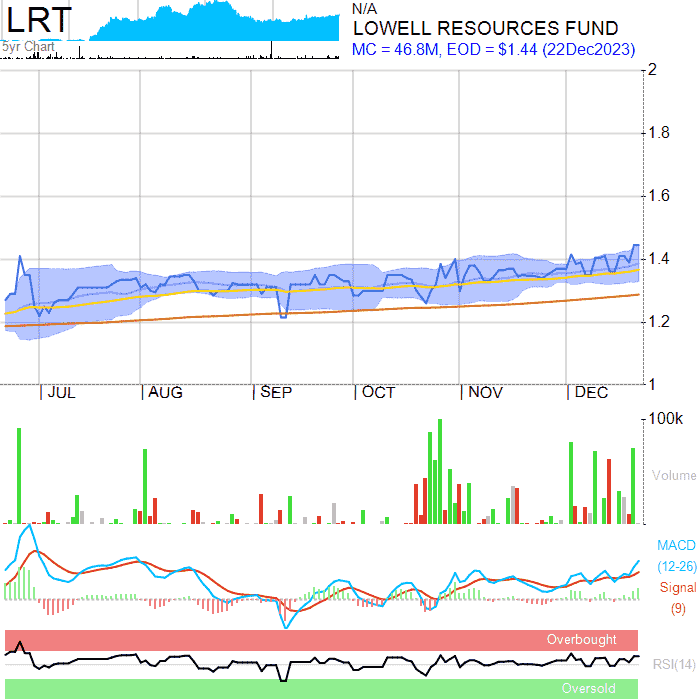 LRT
N/A
LOWELL RESOURCES FUND
5yr Chart
MC = 46.8M, EOD = $1.44 (22Dec2023)
2
1.8
1.6
1.4
1.2
1
JUL AUG SEP OCT NOV DEC
100k
Volume
MACD
(12-26)
Signal
(9)
Overbought
RSI(14)
Oversold